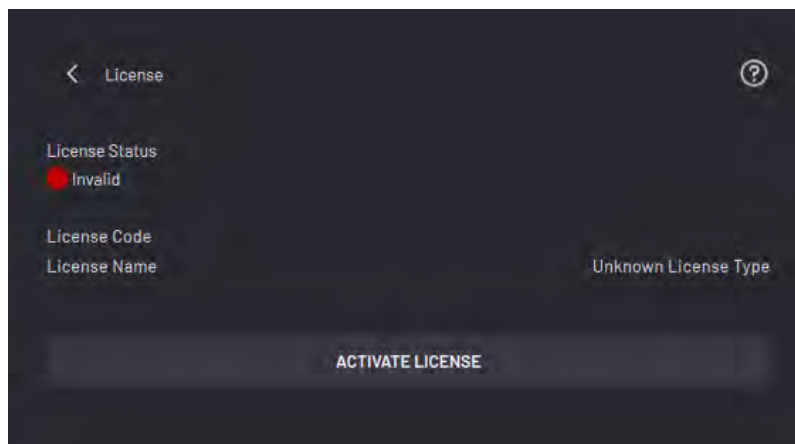 License
License Status
Invalid
License Code
License Name Unknown License Type
ACTIVATE LICENSE